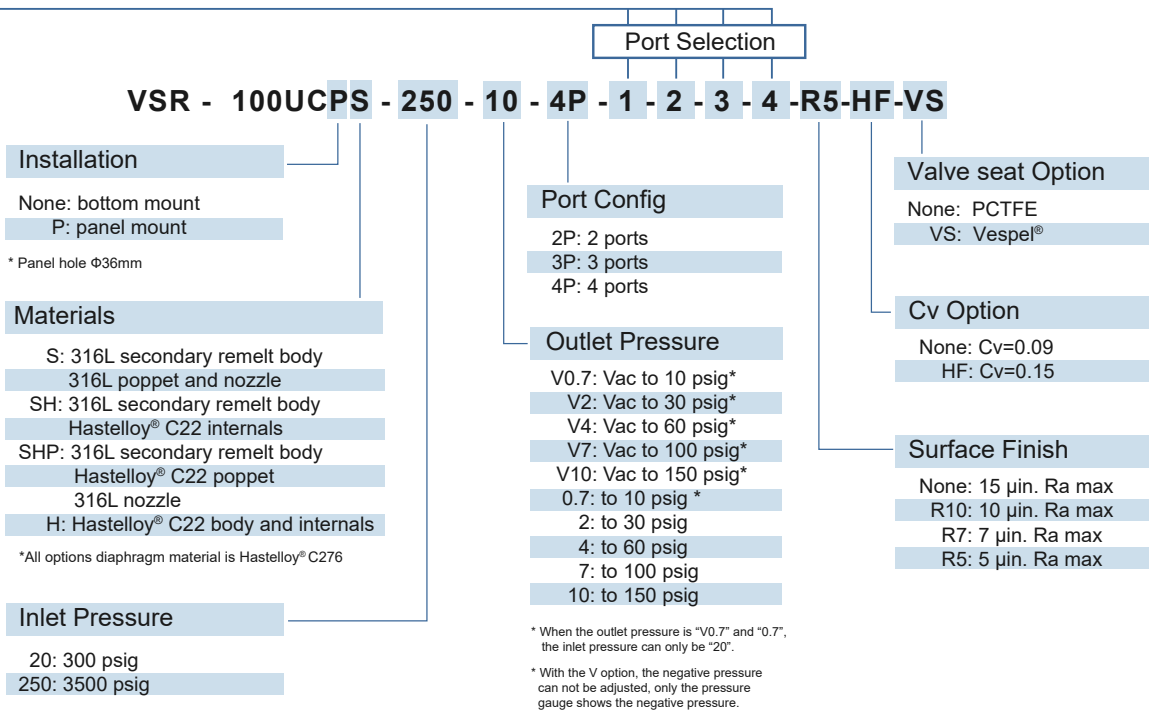 Port Selection
VSR - 100UCPS - 250 - 10 - 4P - 1 - 2 - 3 - 4 -R5-HF-VS
Installation
None: bottom mount
P: panel mount
* Panel hole Φ36mm
Materials
S: 316L secondary remelt body
316L poppet and nozzle
SH: 316L secondary remelt body
Hastelloy® C22 internals
SHP: 316L secondary remelt body
Hastelloy® C22 poppet
316L nozzle
H: Hastelloy® C22 body and internals
*All options diaphragm material is Hastelloy® C276
Inlet Pressure
20: 300 psig
250: 3500 psig
Port Config
2P: 2 ports
3P: 3 ports
4P: 4 ports
Outlet Pressure
V0.7: Vac to 10 psig*
V2: Vac to 30 psig*
V4: Vac to 60 psig*
V7: Vac to 100 psig*
V10: Vac to 150 psig*
0.7: to 10 psig *
2: to 30 psig
4: to 60 psig
7: to 100 psig
10: to 150 psig
* When the outlet pressure is “V0.7” and “0.7”,
the inlet pressure can only be “20”.
* With the V option, the negative pressure
can not be adjusted, only the pressure
gauge shows the negative pressure.
Valve seat Option
None: PCTFE
VS: Vespel®
Cv Option
None: Cv=0.09
HF: Cv=0.15
Surface Finish
None: 15 μin. Ra max
R10: 10 μin. Ra max
R7: 7 μin. Ra max
R5: 5 μin. Ra max